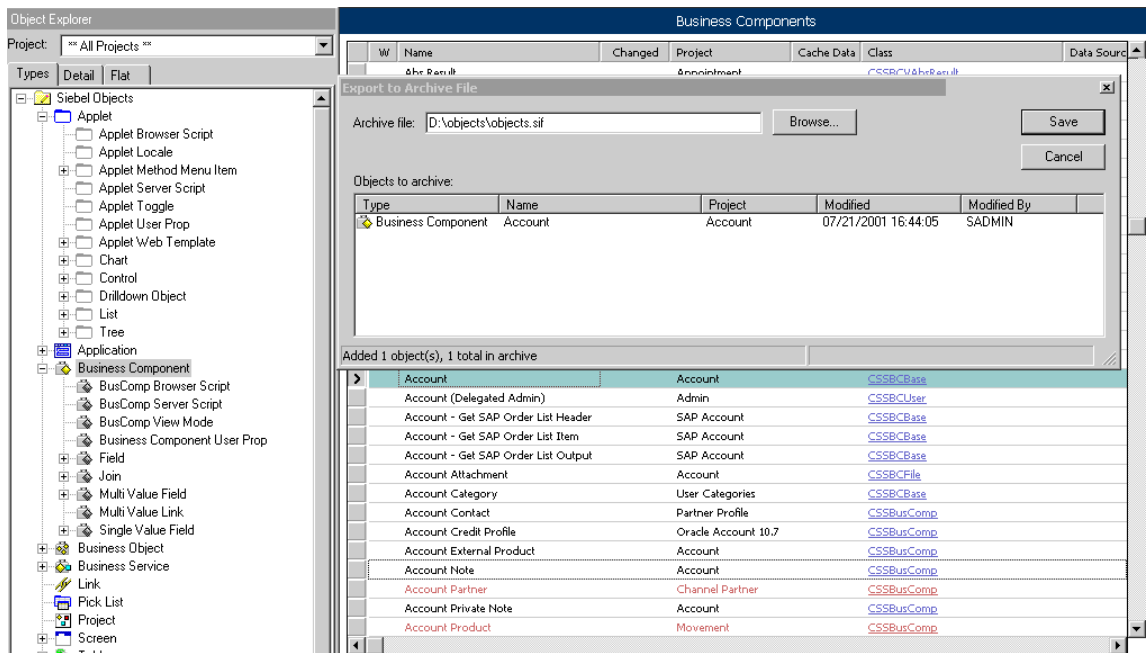 Object Explorer
Project: ** All Projects **
Types Detail Flat
Siebel Objects
Applet
Applet Browser Script
Applet Locale
Applet Method Menu Item
Applet Server Script
Applet Toggle
Applet User Prop
Applet Web Template
Chart
Control
Drilldown Object
List
Tree
Application
Business Component
BusComp Browser Script
BusComp Server Script
BusComp View Mode
Business Component User Prop
Field
Join
Multi Value Field
Multi Value Link
Single Value Field
Business Object
Business Service
Link
Pick List
Project
Screen
Business Components
W Name Changed Project Cache Data Class Data Sourc
Abs Result Appointment CSSBCVAbsResult
Export to Archive File
Archive file: D:\objects\objects.sif Browse... Save
Cancel
Objects to archive:
Type Name Project Modified Modified By
Business Component Account Account 07/21/2001 16:44:05 SADMIN
Added 1 object(s), 1 total in archive
Account Account CSSBCBase
Account (Delegated Admin) Admin CSSBCUser
Account - Get SAP Order List Header SAP Account CSSBCBase
Account - Get SAP Order List Item SAP Account CSSBCBase
Account - Get SAP Order List Output SAP Account CSSBCBase
Account Attachment Account CSSBCFile
Account Category User Categories CSSBCBase
Account Contact Partner Profile CSSBusComp
Account Credit Profile Oracle Account 10.7 CSSBusComp
Account External Product Account CSSBusComp
Account Note Account CSSBusComp
Account Partner Channel Partner CSSBusComp
Account Private Note Account CSSBusComp
Account Product Movement CSSBusComp